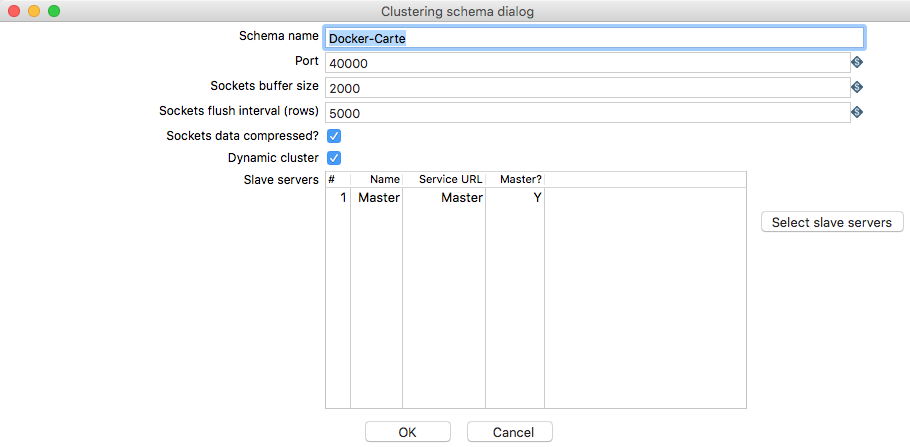 Clustering schema dialog
Schema name Docker-Carte
Port 40000
Sockets buffer size 2000
Sockets flush interval (rows) 5000
Sockets data compressed?
Dynamic cluster
Slave servers # Name Service URL Master?
1 Master Master Y
Select slave servers
OK Cancel